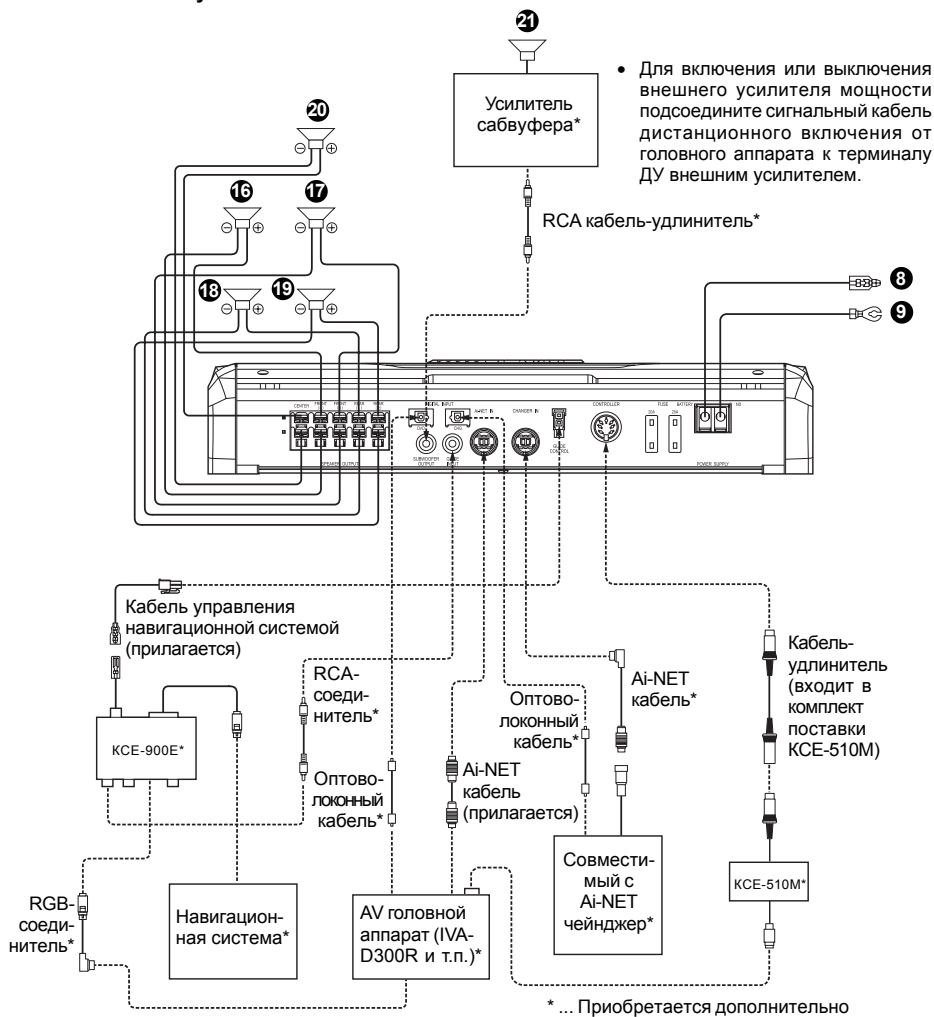 21
Усилитель
сабвуфера*
• Для включения или выключения
внешнего усилителя мощности
подсоедините сигнальный кабель
дистанционного включения от
головного аппарата к терминалу
ДУ внешним усилителем.
20
16
17
RCA кабель-удлинитель*
18
19
8
9
CENTER
FRONT
FRONT
REAR
REAR
DIGITAL INPUT
Ai-NET IN
CHANGER IN
CONTROLLER
FUSE
BATTERY
20A
20A
SUBWOOFER
OUTPUT
INPUT
CONTROL
SPEAKER OUTPUT
POWER SUPPLY
Кабель управления
навигационной системой
(прилагается)
RCA-
соеди-
нитель*
Оптово-
локонный
кабель*
Ai-NET
кабель*
Кабель-
удлинитель
(входит в
комплект
поставки
KCE-510M)
KCE-900E*
Оптово-
локонный
кабель*
Ai-NET
кабель
(прилагается)
RGB-
соеди-
нитель*
Навигацион-
ная система*
AV головной
аппарат (IVA-
D300R и т.п.)*
Совмести-
мый с
Ai-NET
чейнджер*
KCE-510M*
* ... Приобретается дополнительно